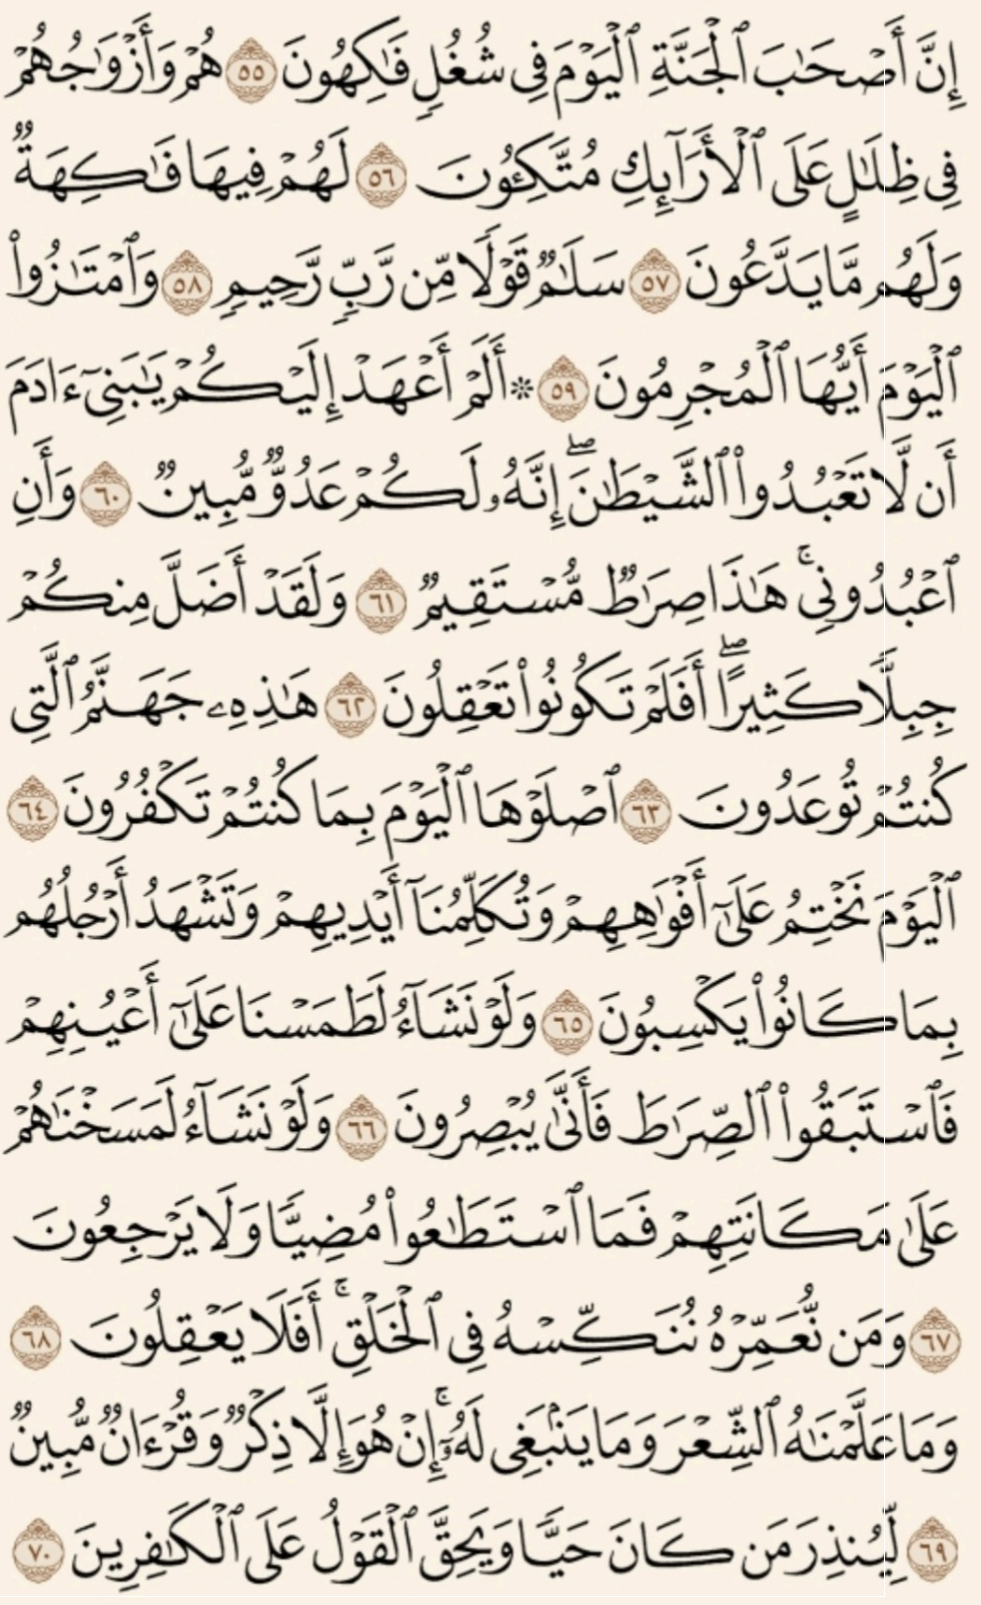 إِنَّ أَصْحَٰبَ ٱلْجَنَّةِ ٱلْيَوْمَ فِى شُغُلٍ فَٰكِهُونَ ٥٥ هُمْ وَأَزْوَٰجُهُمْ
فِى ظِلَٰلٍ عَلَى ٱلْأَرَآئِكِ مُتَّكِـُٔونَ ٥٦ لَهُمْ فِيهَا فَٰكِهَةٌ
وَلَهُم مَّا يَدَّعُونَ ٥٧ سَلَٰمٌ قَوْلًا مِّن رَّبٍّ رَّحِيمٍ ٥٨ وَٱمْتَٰزُوا۟
ٱلْيَوْمَ أَيُّهَا ٱلْمُجْرِمُونَ ٥٩ ۞ أَلَمْ أَعْهَدْ إِلَيْكُمْ يَٰبَنِىٓ ءَادَمَ
أَن لَّا تَعْبُدُوا۟ ٱلشَّيْطَٰنَ ۖ إِنَّهُۥ لَكُمْ عَدُوٌّ مُّبِينٌ ٦٠ وَأَنِ
ٱعْبُدُونِى ۚ هَٰذَا صِرَٰطٌ مُّسْتَقِيمٌ ٦١ وَلَقَدْ أَضَلَّ مِنكُمْ
جِبِلًّا كَثِيرًا ۖ أَفَلَمْ تَكُونُوا۟ تَعْقِلُونَ ٦٢ هَٰذِهِۦ جَهَنَّمُ ٱلَّتِى
كُنتُمْ تُوعَدُونَ ٦٣ ٱصْلَوْهَا ٱلْيَوْمَ بِمَا كُنتُمْ تَكْفُرُونَ ٦٤
ٱلْيَوْمَ نَخْتِمُ عَلَىٰٓ أَفْوَٰهِهِمْ وَتُكَلِّمُنَآ أَيْدِيهِمْ وَتَشْهَدُ أَرْجُلُهُم
بِمَا كَانُوا۟ يَكْسِبُونَ ٦٥ وَلَوْ نَشَآءُ لَطَمَسْنَا عَلَىٰٓ أَعْيُنِهِمْ
فَٱسْتَبَقُوا۟ ٱلصِّرَٰطَ فَأَنَّىٰ يُبْصِرُونَ ٦٦ وَلَوْ نَشَآءُ لَمَسَخْنَٰهُمْ
عَلَىٰ مَكَانَتِهِمْ فَمَا ٱسْتَطَٰعُوا۟ مُضِيًّا وَلَا يَرْجِعُونَ
٦٧ وَمَن نُّعَمِّرْهُ نُنَكِّسْهُ فِى ٱلْخَلْقِ ۚ أَفَلَا يَعْقِلُونَ ٦٨
وَمَا عَلَّمْنَٰهُ ٱلشِّعْرَ وَمَا يَنۢبَغِى لَهُۥٓ ۚ إِنْ هُوَ إِلَّا ذِكْرٌ وَقُرْءَانٌ مُّبِينٌ
٦٩ لِّيُنذِرَ مَن كَانَ حَيًّا وَيَحِقَّ ٱلْقَوْلُ عَلَى ٱلْكَٰفِرِينَ ٧٠